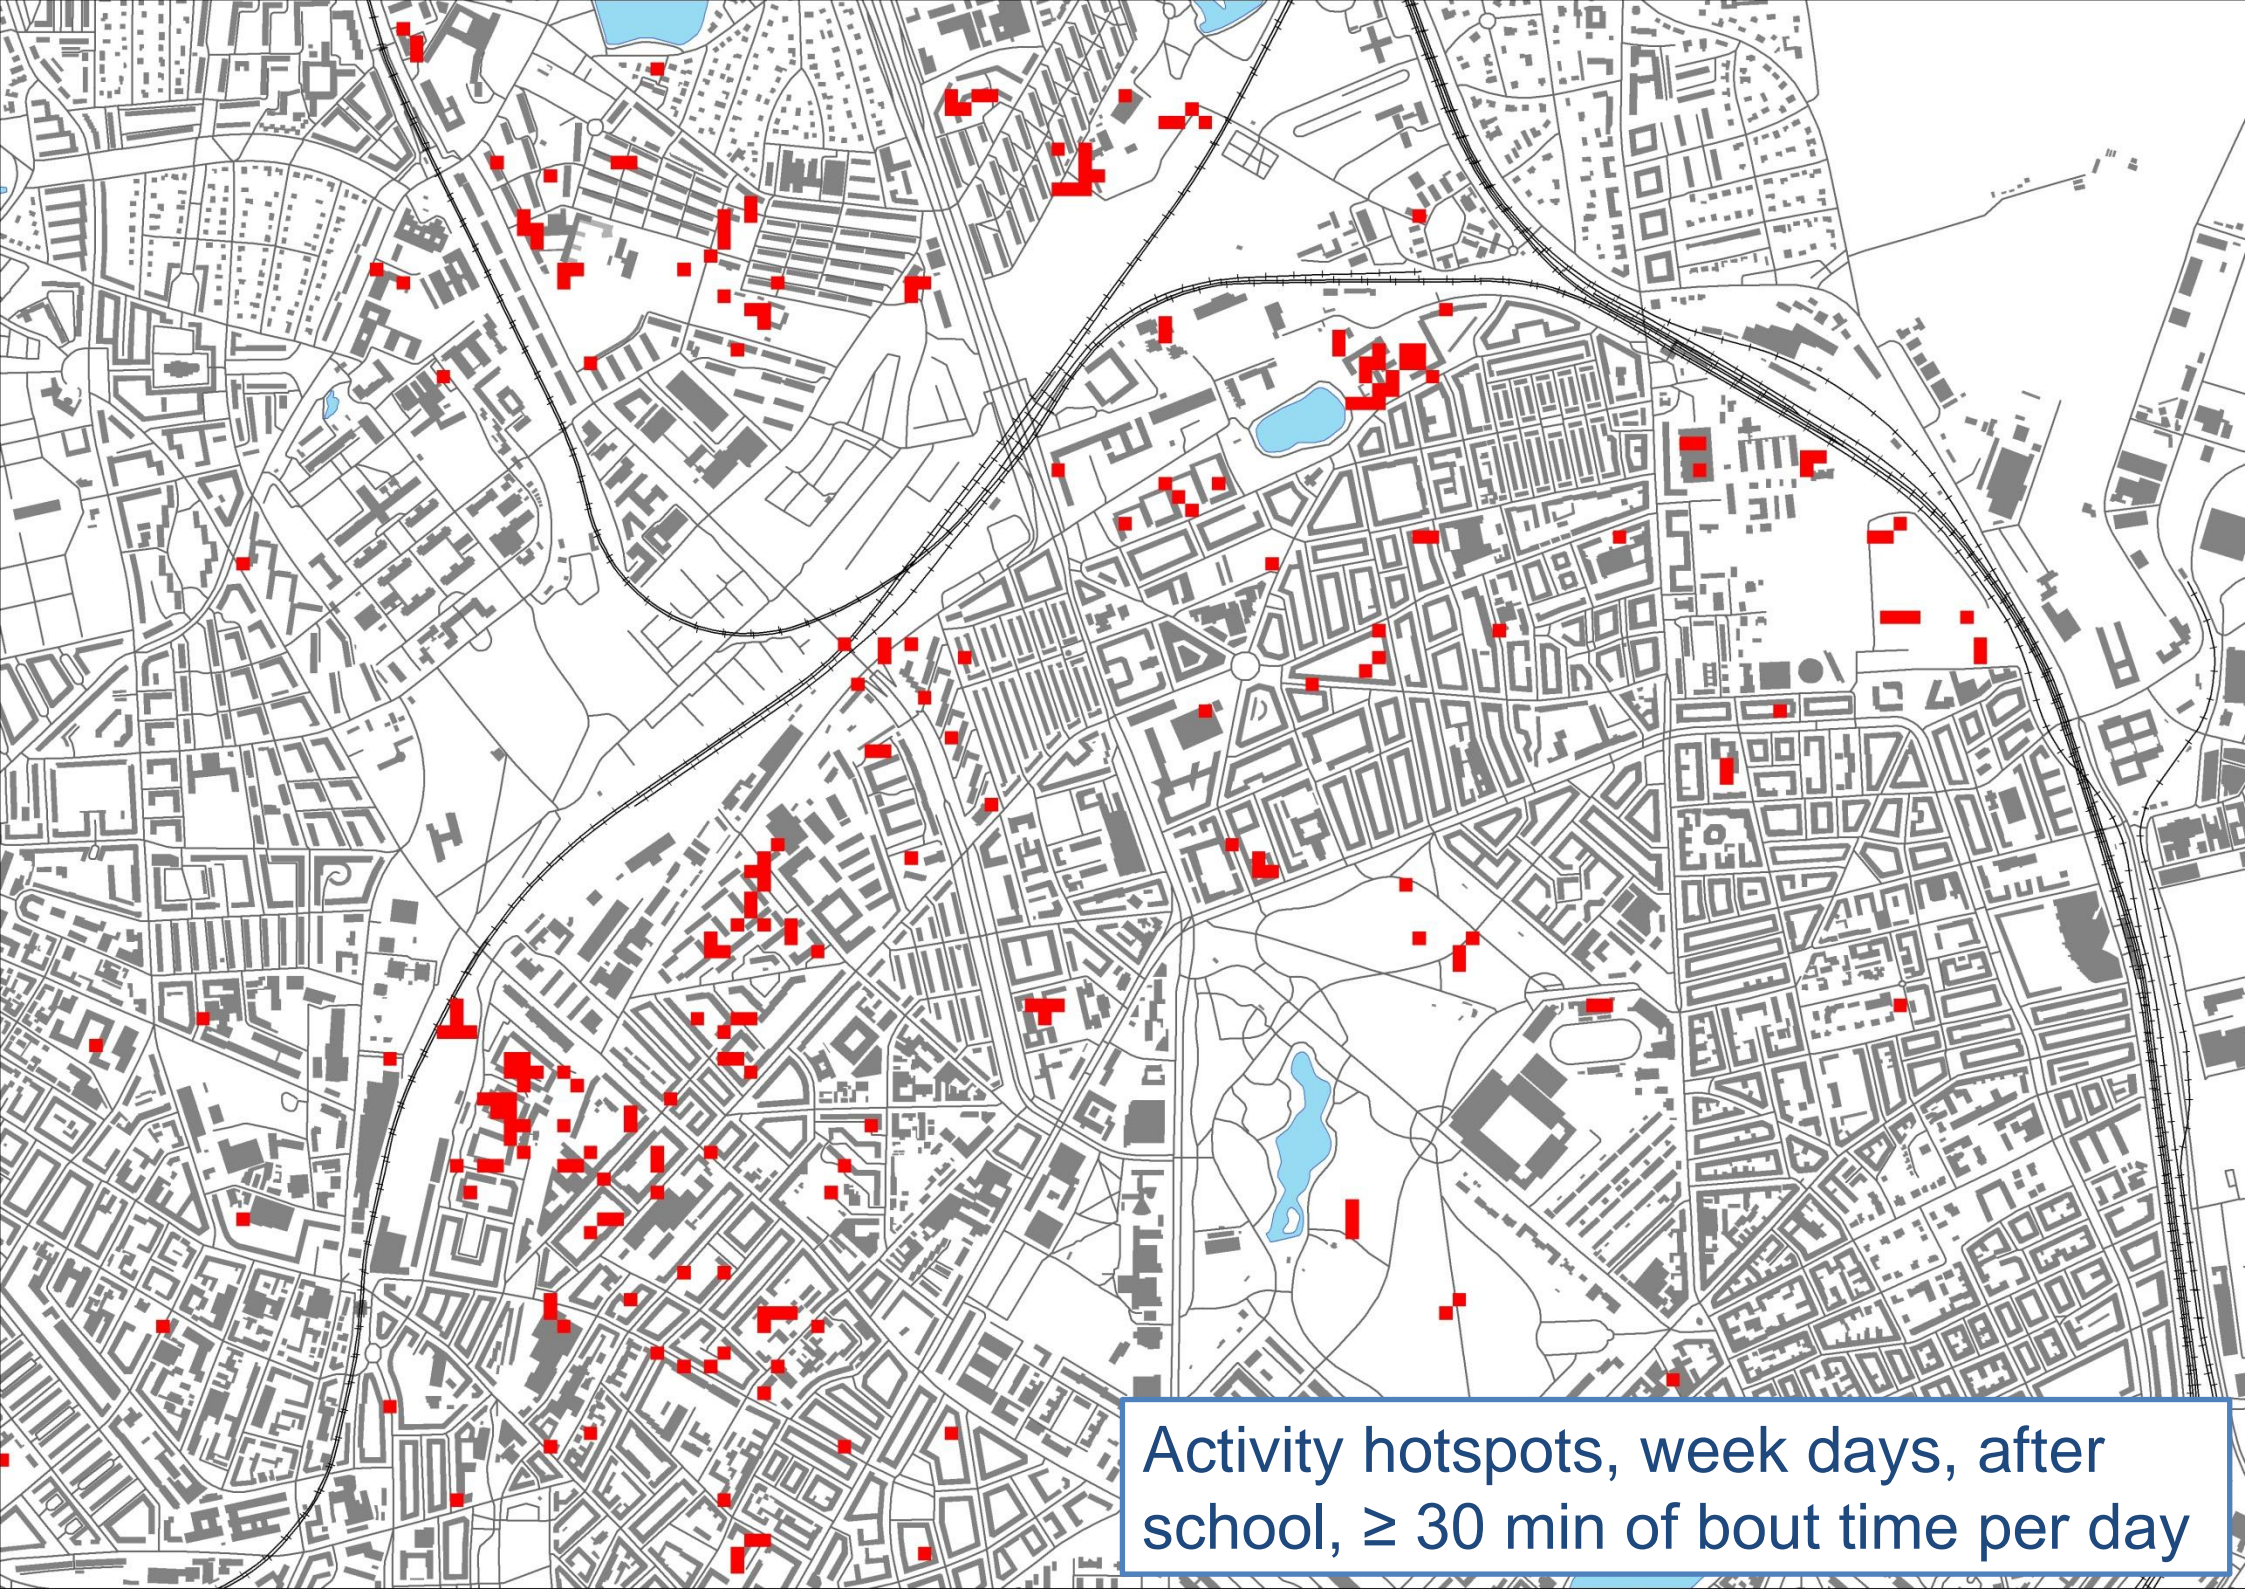 Activity hotspots, week days, after
school, ≥ 30 min of bout time per day